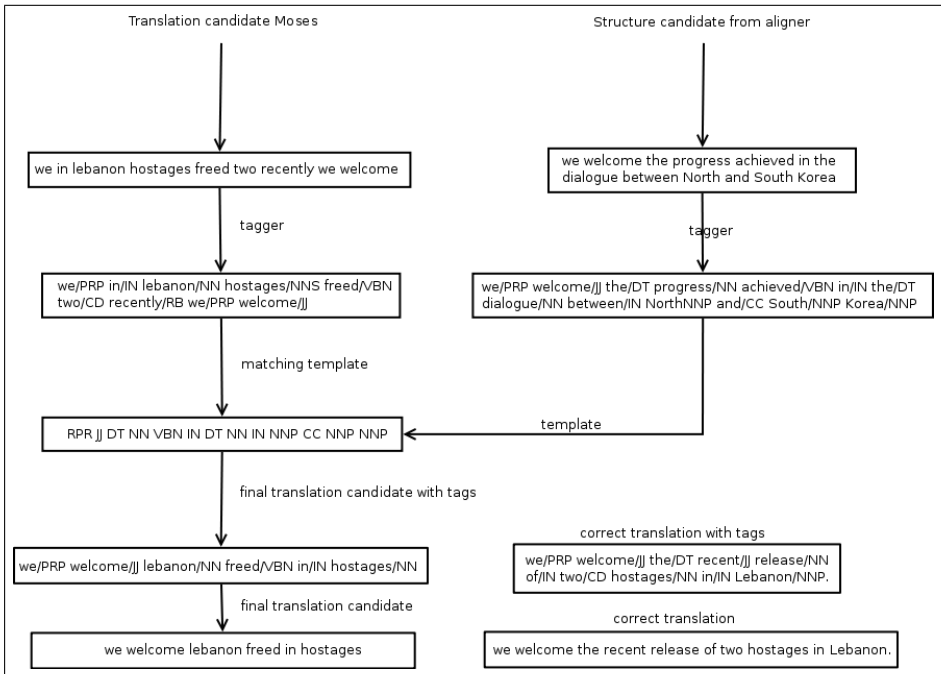 Translation candidate Moses
Structure candidate from aligner
we in lebanon hostages freed two recently we welcome
we welcome the progress achieved in the
dialogue between North and South Korea
tagger
tagger
we/PRP in/IN lebanon/NN hostages/NNS freed/VBN
two/CD recently/RB we/PRP welcome/JJ
we/PRP welcome/JJ the/DT progress/NN achieved/VBN in/IN the/DT
dialogue/NN between/IN NorthNNP and/CC South/NNP Korea/NNP
matching template
template
RPR JJ DT NN VBN IN DT NN IN NNP CC NNP NNP
final translation candidate with tags
we/PRP welcome/JJ lebanon/NN freed/VBN in/IN hostages/NN
final translation candidate
we welcome lebanon freed in hostages
correct translation with tags
we/PRP welcome/JJ the/DT recent/JJ release/NN
of/IN two/CD hostages/NN in/IN Lebanon/NNP.
correct translation
we welcome the recent release of two hostages in Lebanon.